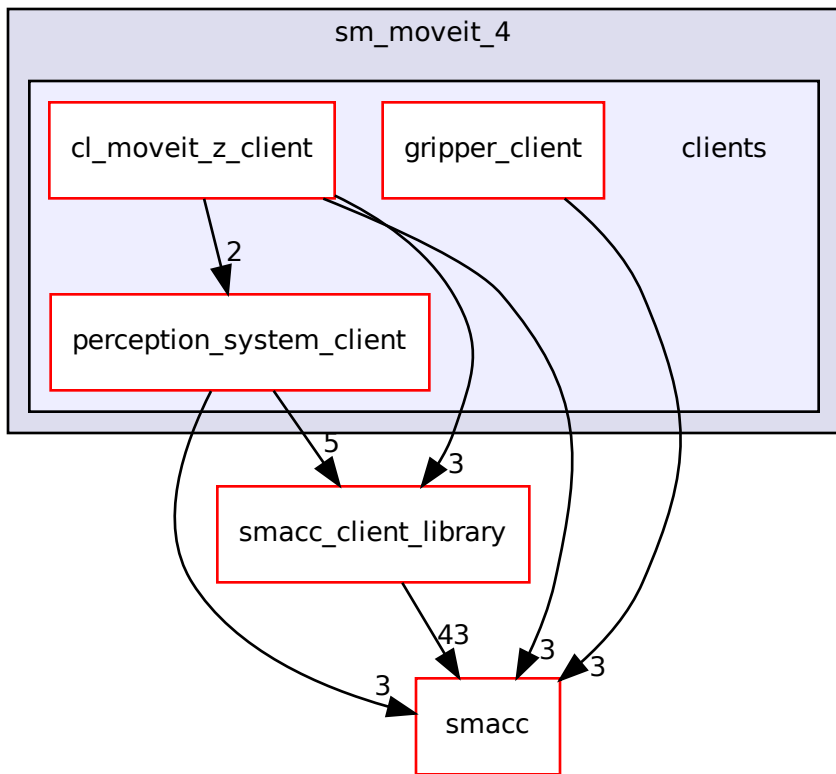 sm_moveit_4
cl_moveit_z_client
gripper_client
clients
2
perception_system_client
5
3
smacc_client_library
43
3
3
3
smacc